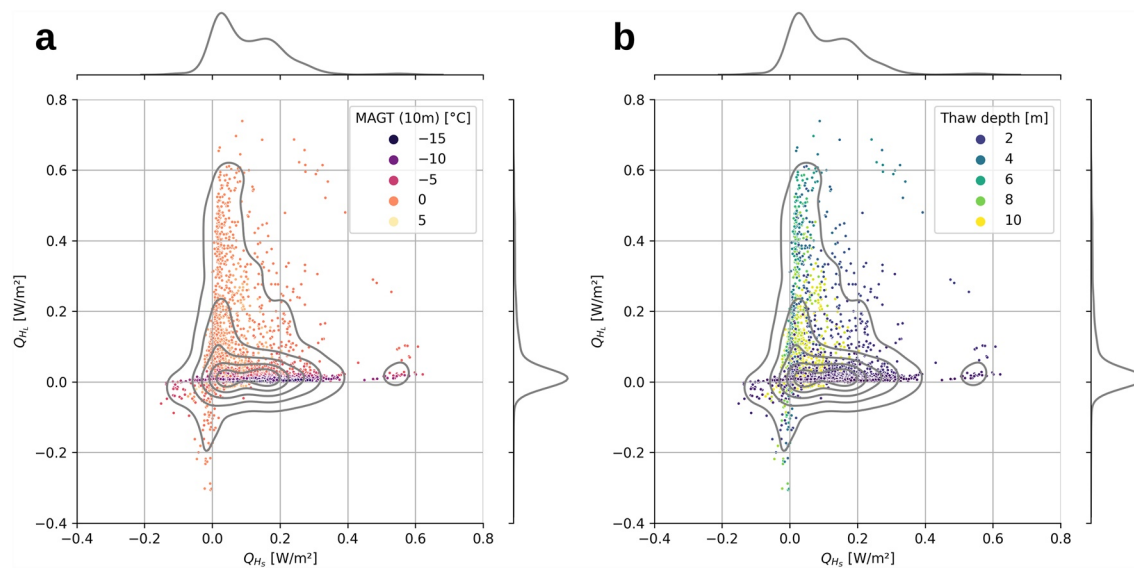 a
b
MAGT (10m) [°C]
−15
−10
−5
0
5
Thaw depth [m]
2
4
6
8
10
0.8
0.6
0.4
0.2
0.0
−0.2
−0.4
Q_{H_L} [W/m²]
−0.4 −0.2 0.0 0.2 0.4 0.6 0.8
Q_{H_S} [W/m²]
0.8
0.6
0.4
0.2
0.0
−0.2
−0.4
Q_{H_L} [W/m²]
−0.4 −0.2 0.0 0.2 0.4 0.6 0.8
Q_{H_S} [W/m²]